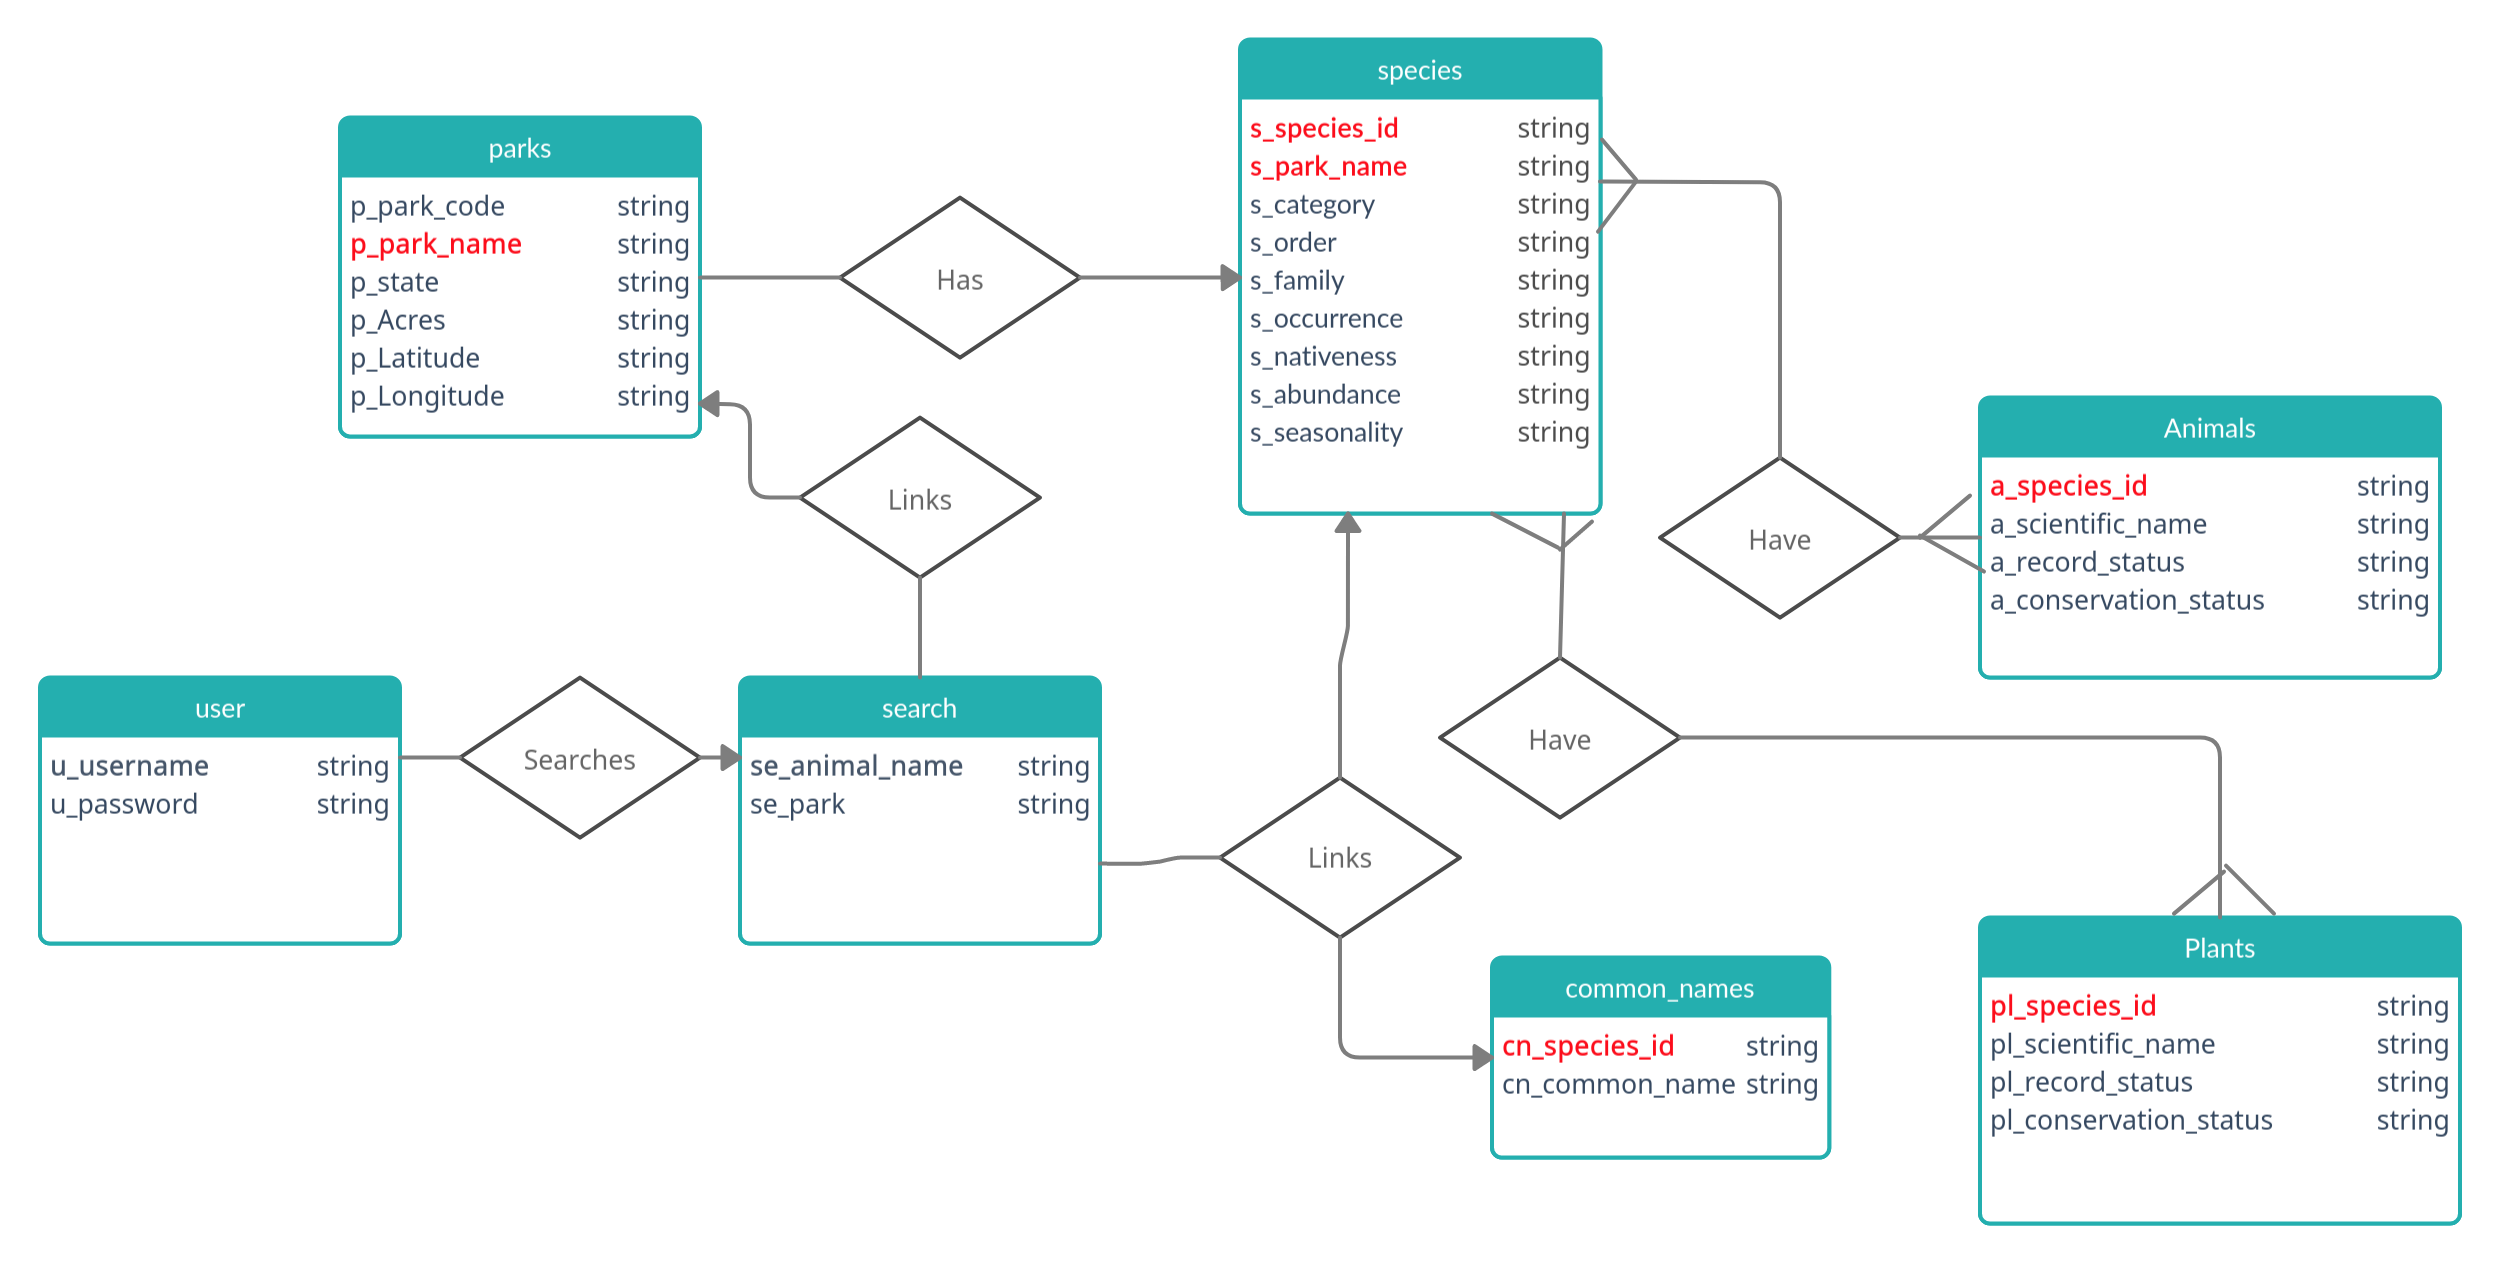 species
s_species_id string
s_park_name string
s_category string
s_order string
s_family string
s_occurrence string
s_nativeness string
s_abundance string
s_seasonality string
parks
p_park_code string
p_park_name string
p_state string
p_Acres string
p_Latitude string
p_Longitude string
Has
Links
Animals
a_species_id string
a_scientific_name string
a_record_status string
a_conservation_status string
Have
user
u_username string
u_password string
Searches
search
se_animal_name string
se_park string
Have
Links
common_names
cn_species_id string
cn_common_name string
Plants
pl_species_id string
pl_scientific_name string
pl_record_status string
pl_conservation_status string